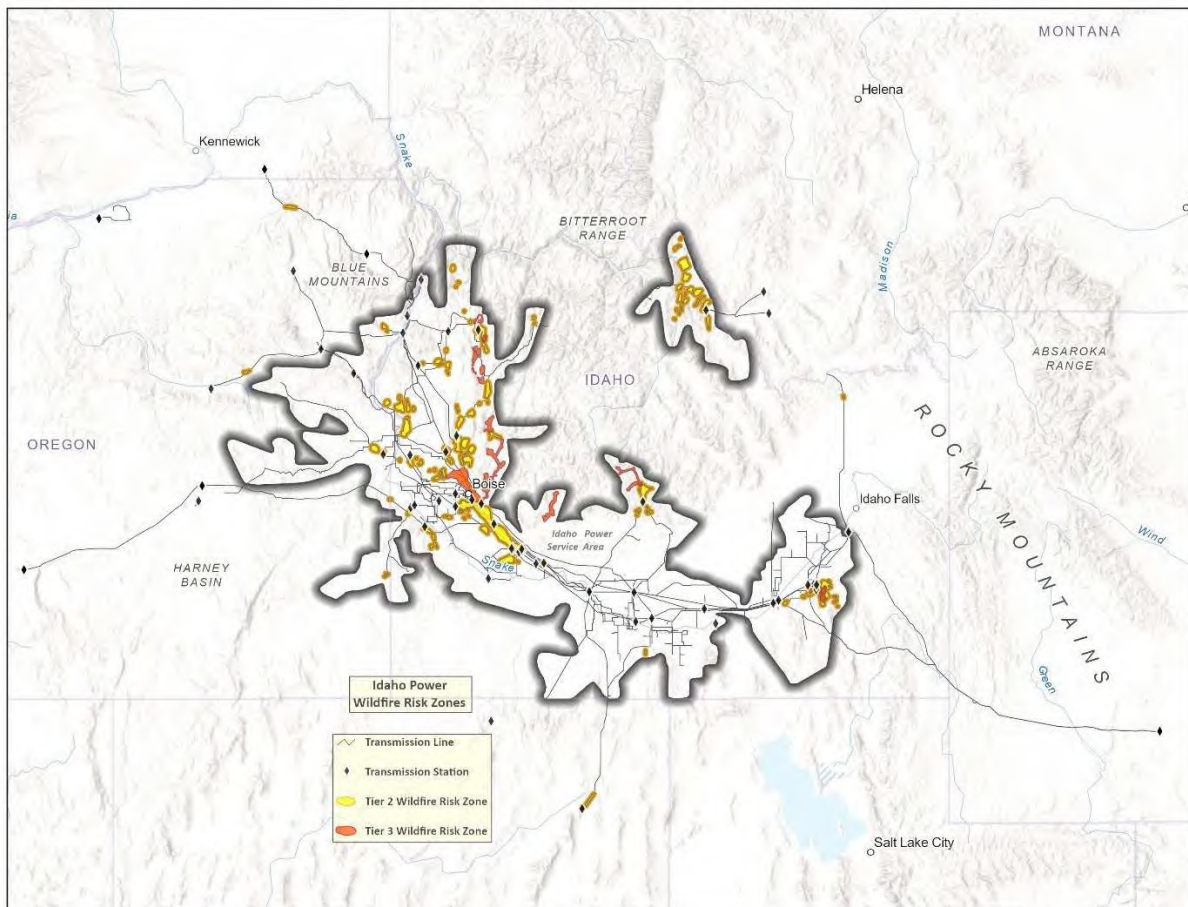 MONTANA
Helena
Kennewick
Snake
ia
BITTERROOT
RANGE
Madison
BLUE
MOUNTAINS
ABSAROKA
RANGE
IDAHO
ROCKY MOUNTAINS
OREGON
Boise
Idaho Falls
Idaho Power
Service Area
Wind
HARNEY
BASIN
Snake
Green
Idaho Power
Wildfire Risk Zones
Transmission Line
Transmission Station
Tier 2 Wildfire Risk Zone
Tier 3 Wildfire Risk Zone
Salt Lake City